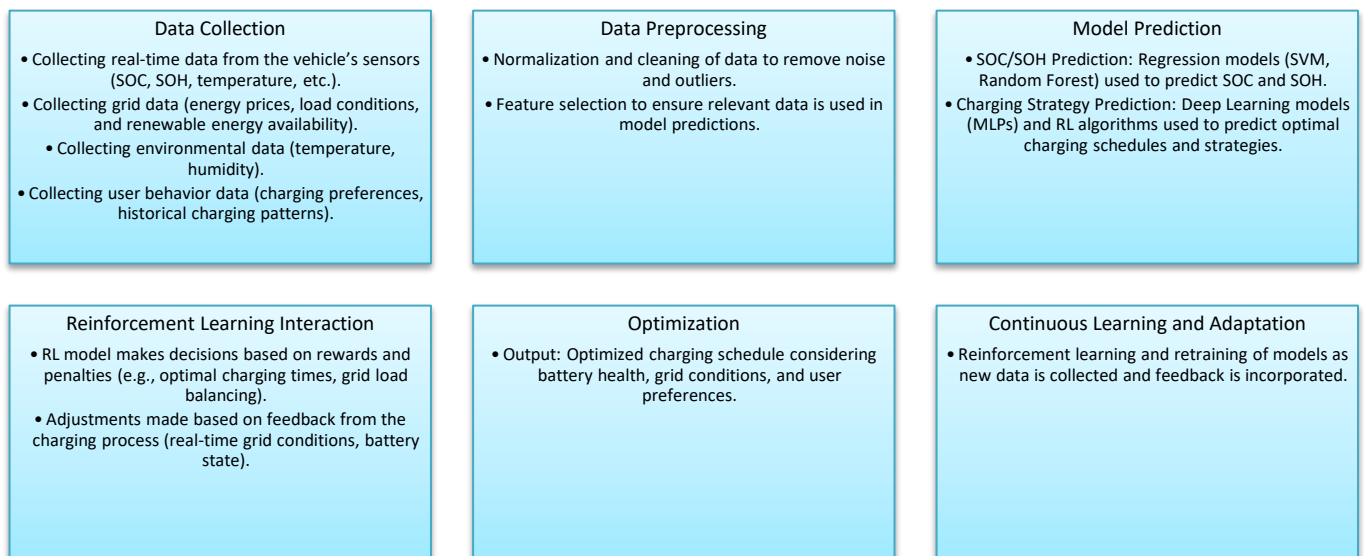 Data Collection
• Collecting real-time data from the vehicle's sensors
(SOC, SOH, temperature, etc.).
• Collecting grid data (energy prices, load conditions,
and renewable energy availability).
• Collecting environmental data (temperature,
humidity).
• Collecting user behavior data (charging preferences,
historical charging patterns).
Data Preprocessing
• Normalization and cleaning of data to remove noise
and outliers.
• Feature selection to ensure relevant data is used in
model predictions.
Model Prediction
• SOC/SOH Prediction: Regression models (SVM,
Random Forest) used to predict SOC and SOH.
• Charging Strategy Prediction: Deep Learning models
(MLPs) and RL algorithms used to predict optimal
charging schedules and strategies.
Reinforcement Learning Interaction
• RL model makes decisions based on rewards and
penalties (e.g., optimal charging times, grid load
balancing).
• Adjustments made based on feedback from the
charging process (real-time grid conditions, battery
state).
Optimization
• Output: Optimized charging schedule considering
battery health, grid conditions, and user
preferences.
Continuous Learning and Adaptation
• Reinforcement learning and retraining of models as
new data is collected and feedback is incorporated.